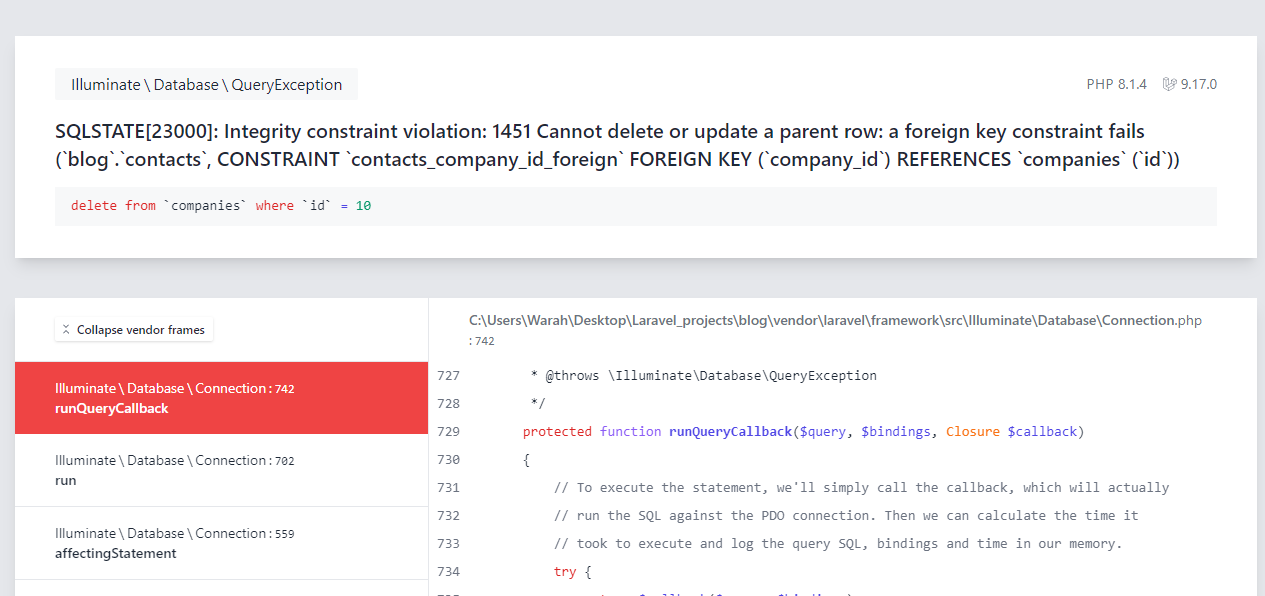 Illuminate \ Database \ QueryException
PHP 8.1.4 9.17.0
SQLSTATE[23000]: Integrity constraint violation: 1451 Cannot delete or update a parent row: a foreign key constraint fails
(`blog`.`contacts`, CONSTRAINT `contacts_company_id_foreign` FOREIGN KEY (`company_id`) REFERENCES `companies` (`id`))
delete from `companies` where `id` = 10
Collapse vendor frames
Illuminate \ Database \ Connection : 742
runQueryCallback
Illuminate \ Database \ Connection : 702
run
Illuminate \ Database \ Connection : 559
affectingStatement
C:\Users\Warah\Desktop\Laravel_projects\blog\vendor\laravel\framework\src\Illuminate\Database\Connection.php
: 742
727 * @throws \Illuminate\Database\QueryException
728 */
729 protected function runQueryCallback($query, $bindings, Closure $callback)
730 {
731 // To execute the statement, we'll simply call the callback, which will actually
732 // run the SQL against the PDO connection. Then we can calculate the time it
733 // took to execute and log the query SQL, bindings and time in our memory.
734 try {